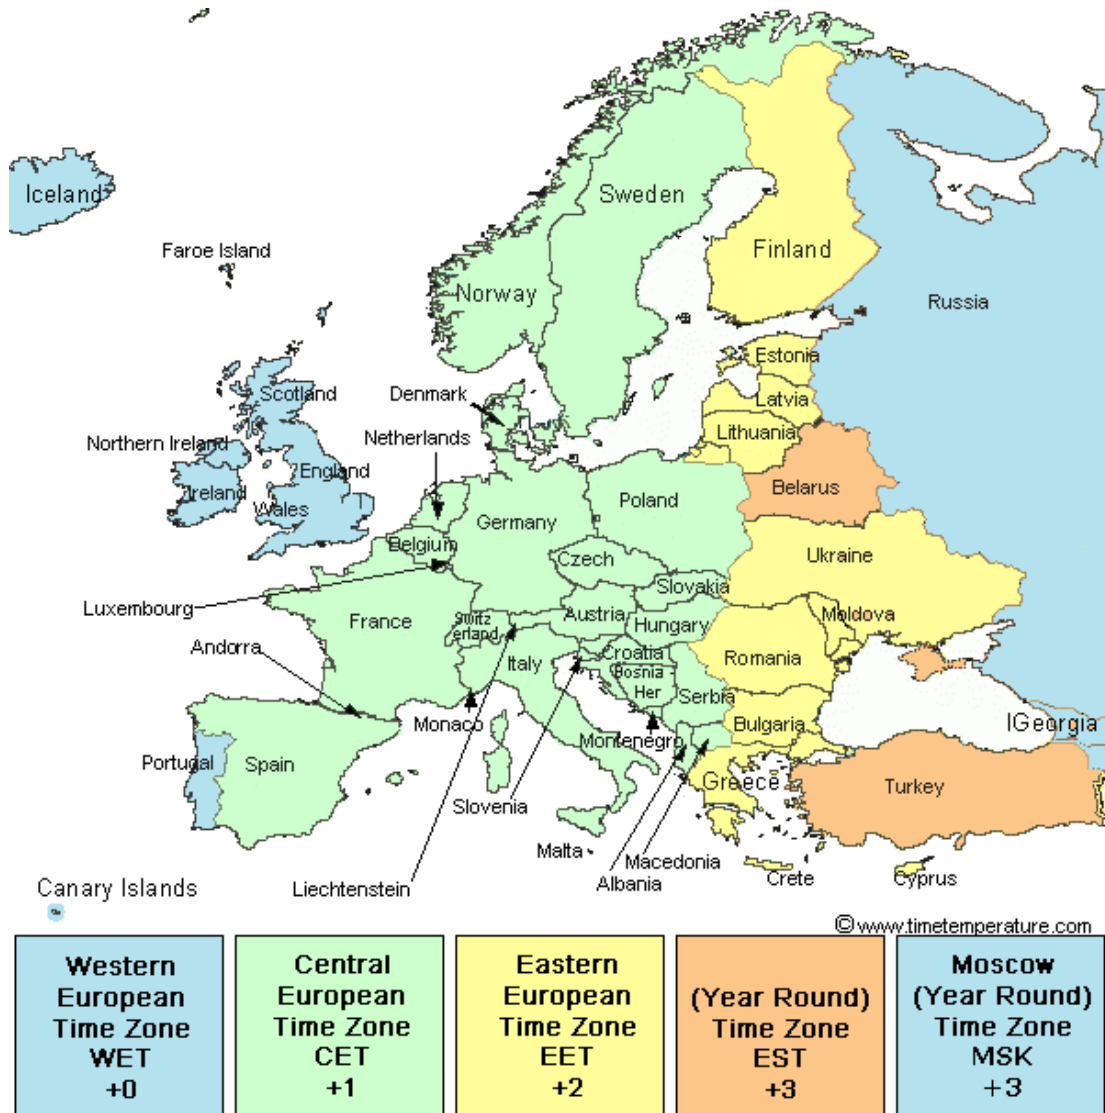 Iceland
Sweden
Faroe Island
Finland
Norway
Russia
Estonia
Scotland
Denmark
Latvia
Netherlands
Lithuania
Northern Ireland
England
Ireland
Belarus
Wales
Poland
Germany
Belgium
Ukraine
Czech
Slovakia
Luxembourg
Austria
France
Switz
erland
Hungary
Moldova
Andorra
Croatia
Italy
Romania
Bosnia
Her
Serbia
Monaco
Bulgaria
IGeorgia
Montenegro
Portugal
Spain
Greece
Turkey
Slovenia
Malta
Macedonia
Albania
Crete
Cyprus
Liechtenstein
Canary Islands
©www.timetemperature.com
Western
European
Time Zone
WET
+0
Central
European
Time Zone
CET
+1
Eastern
European
Time Zone
EET
+2
(Year Round)
Time Zone
EST
+3
Moscow
(Year Round)
Time Zone
MSK
+3